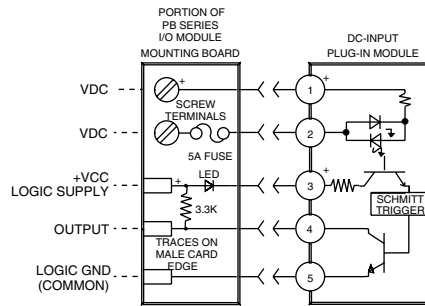 PORTION OF
PB SERIES
I/O MODULE
MOUNTING BOARD
DC-INPUT
PLUG-IN MODULE
VDC
+
1
+
SCREW
TERMINALS
VDC
2
5A FUSE
+VCC
LOGIC SUPPLY
+
LED
3
+
3.3K
SCHMITT
TRIGGER
OUTPUT
4
TRACES ON
MALE CARD
EDGE
LOGIC GND
(COMMON)
5